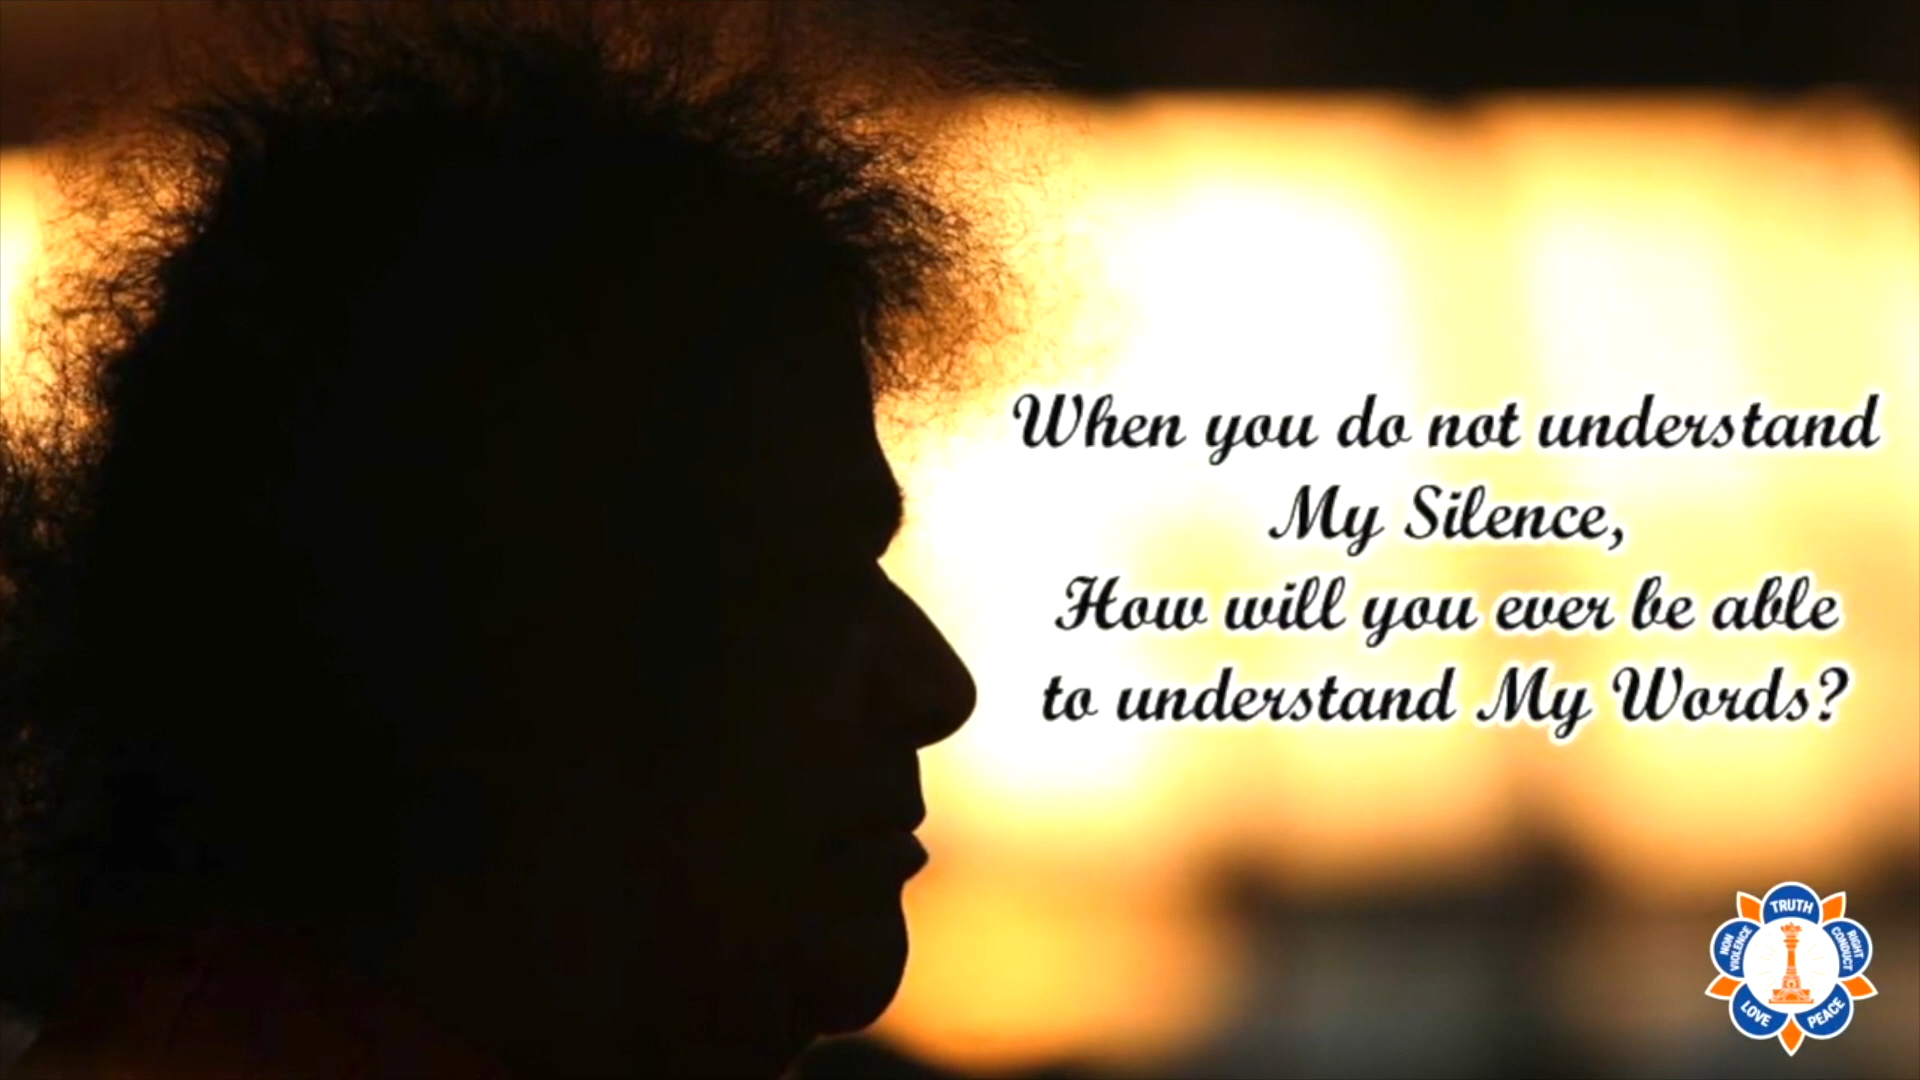 When you do not understand
My Silence,
How will you ever be able
to understand My Words?
TRUTH
RIGHT
CONDUCT
PEACE
LOVE
NON
VIOLENCE